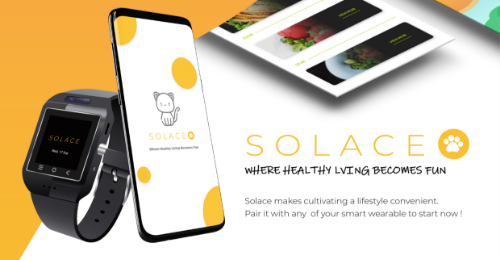 SOLACE
WHERE HEALTHY LVING BECOMES FUN
Solace makes cultivating a lifestyle convenient.
Pair it with any of your smart wearable to start now !
SOLACE
Where Healthy Living Becomes Fun
SOLACE